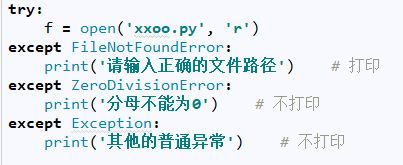 try:
    f = open('xxoo.py', 'r')
except FileNotFoundError:
    print('请输入正确的文件路径')    # 打印
except ZeroDivisionError:
    print('分母不能为0')    # 不打印
except Exception:
    print('其他的普通异常')    # 不打印